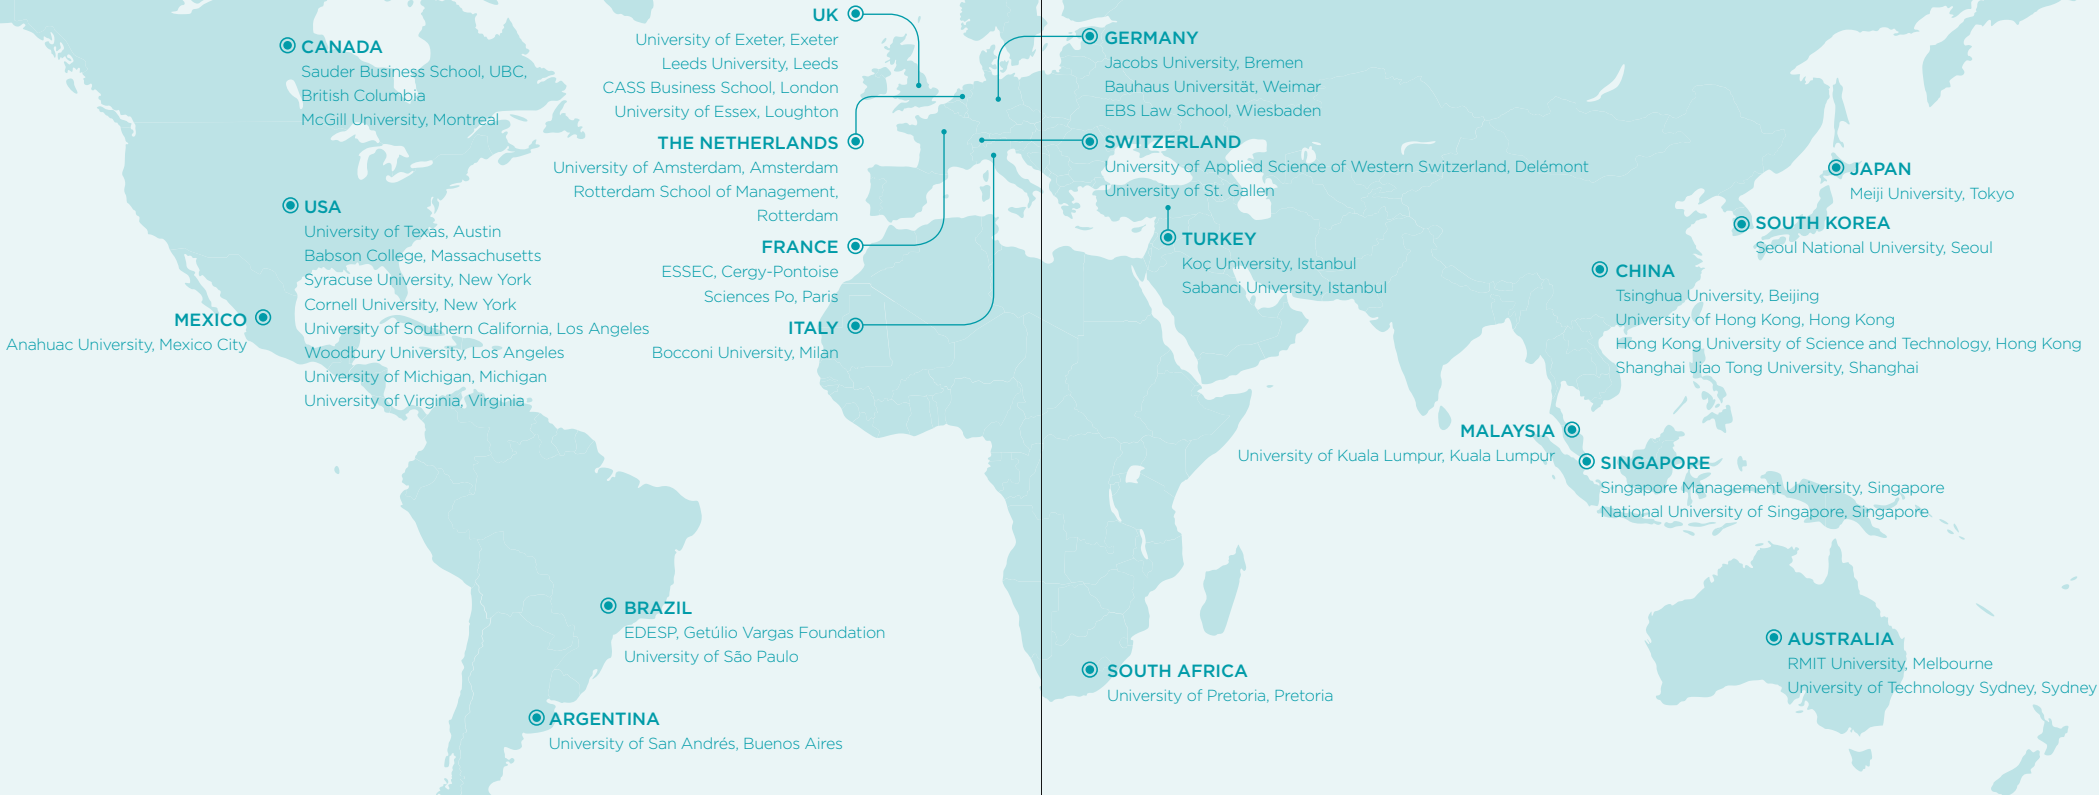 CANADA
Sauder Business School, UBC,
British Columbia
McGill University, Montreal
USA
University of Texas, Austin
Babson College, Massachusetts
Syracuse University, New York
Cornell University, New York
University of Southern California, Los Angeles
Woodbury University, Los Angeles
University of Michigan, Michigan
University of Virginia, Virginia
MEXICO
Anahuac University, Mexico City
UK
University of Exeter, Exeter
Leeds University, Leeds
CASS Business School, London
University of Essex, Loughton
THE NETHERLANDS
University of Amsterdam, Amsterdam
Rotterdam School of Management,
Rotterdam
FRANCE
ESSEC, Cergy-Pontoise
Sciences Po, Paris
ITALY
Bocconi University, Milan
BRAZIL
EDESP, Getúlio Vargas Foundation
University of São Paulo
ARGENTINA
University of San Andrés, Buenos Aires
GERMANY
Jacobs University, Bremen
Bauhaus Universität, Weimar
EBS Law School, Wiesbaden
SWITZERLAND
University of Applied Science of Western Switzerland, Delémont
University of St. Gallen
TURKEY
Koç University, Istanbul
Sabanci University, Istanbul
JAPAN
Meiji University, Tokyo
SOUTH KOREA
Seoul National University, Seoul
CHINA
Tsinghua University, Beijing
University of Hong Kong, Hong Kong
Hong Kong University of Science and Technology, Hong Kong
Shanghai Jiao Tong University, Shanghai
MALAYSIA
University of Kuala Lumpur, Kuala Lumpur
SINGAPORE
Singapore Management University, Singapore
National University of Singapore, Singapore
SOUTH AFRICA
University of Pretoria, Pretoria
AUSTRALIA
RMIT University, Melbourne
University of Technology Sydney, Sydney